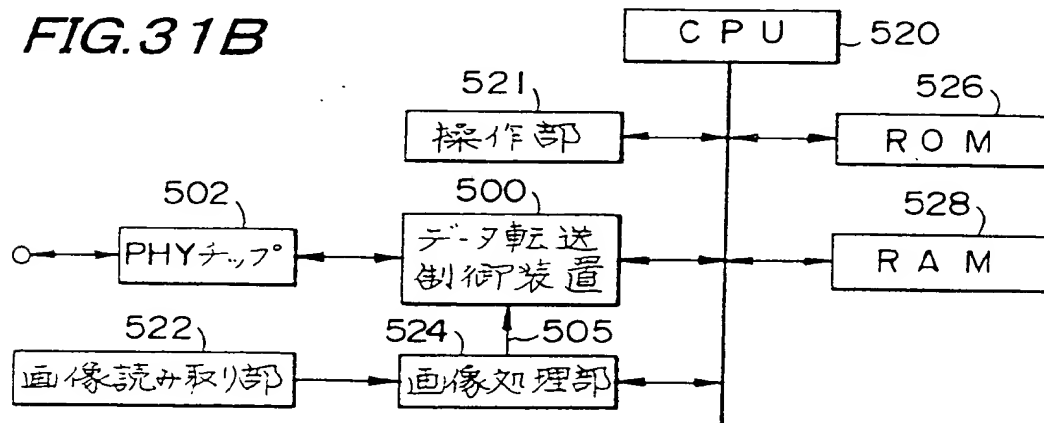 FIG.31B
CPU
520
521
操作部
526
ROM
502
PHYチップ
500
データ転送
制御装置
528
RAM
522
画像読み取り部
524
画像処理部
505